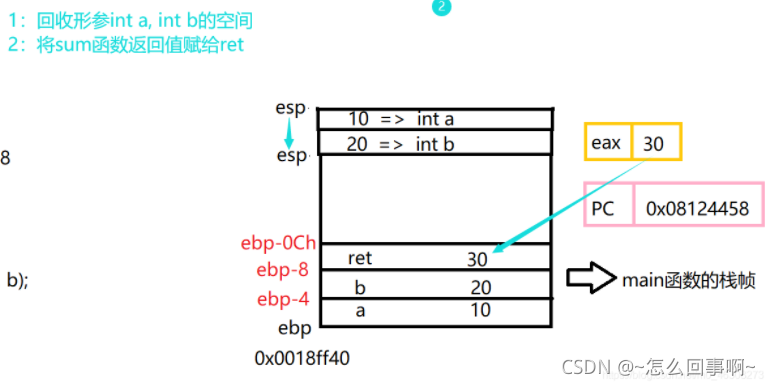 2
1：回收形参int a, int b的空间
2：将sum函数返回值赋给ret
esp
10 => int a
20 => int b
esp
eax 30
8
PC 0x08124458
ebp-0Ch
ret 30
ebp-8
b);
b 20
main函数的栈帧
ebp-4
a 10
ebp
0x0018ff40
CSDN @~怎么回事啊~